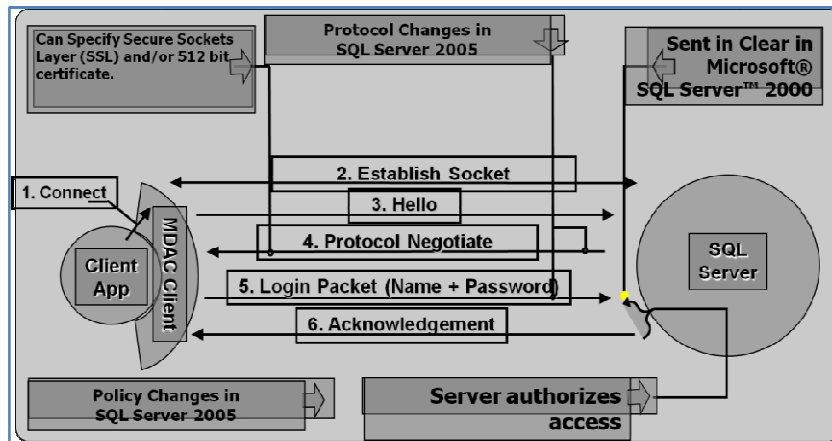 Can Specify Secure Sockets
Layer (SSL) and/or 512 bit
certificate.
Protocol Changes in
SQL Server 2005
Sent in Clear in
Microsoft®
SQL Server™ 2000
2. Establish Socket
1. Connect
3. Hello
4. Protocol Negotiate
Client
App
MDAC Client
SQL
Server
5. Login Packet (Name + Password)
6. Acknowledgement
Policy Changes in
SQL Server 2005
Server authorizes
access